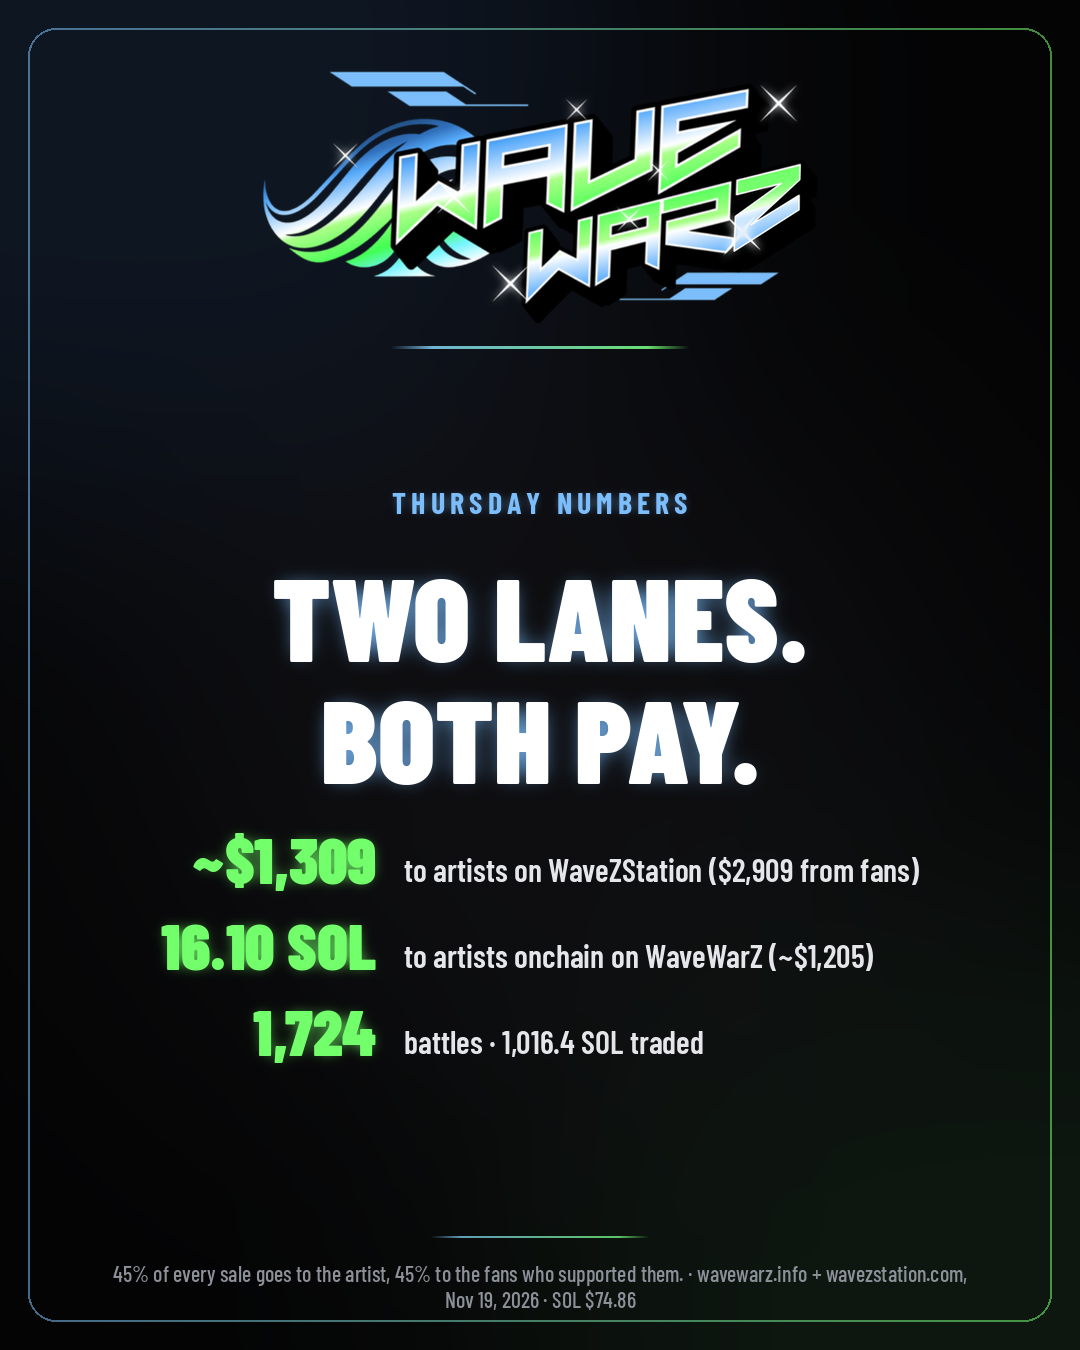 WAVE
WARZ
THURSDAY NUMBERS
TWO LANES.
BOTH PAY.
~$1,309 to artists on WaveZStation ($2,909 from fans)
16.10 SOL to artists onchain on WaveWarZ (~$1,205)
1,724 battles · 1,016.4 SOL traded
45% of every sale goes to the artist, 45% to the fans who supported them. · wavewarz.info + wavezstation.com,
Nov 19, 2026 · SOL $74.86